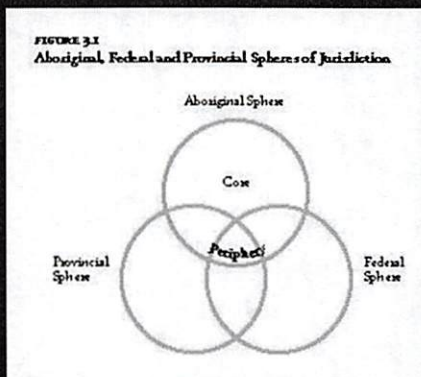 FIGURE 3.1
Aboriginal, Federal and Provincial Spheres of Jurisdiction
Aboriginal Sphere
Core
Periphery
Provincial
Sphere
Federal
Sphere